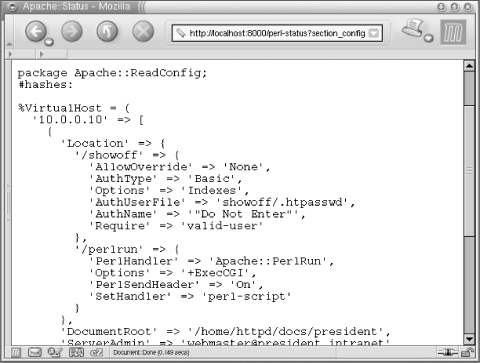 Apache::Status - Mozilla
http://localhost:8000/perl-status?section_config
package Apache::ReadConfig;
#hashes:
%VirtualHost = (
'10.0.0.10' => [
{
'Location' => {
'/showoff' => {
'AllowOverride' => 'None',
'AuthType' => 'Basic',
'Options' => 'Indexes',
'AuthUserFile' => 'showoff/.htpasswd',
'AuthName' => '"Do Not Enter"',
'Require' => 'valid-user'
},
'/perlrun' => {
'PerlHandler' => 'Apache::PerlRun',
'Options' => '+ExecCGI',
'PerlSendHeader' => 'On',
'SetHandler' => 'perl-script'
}
},
'DocumentRoot' => '/home/httpd/docs/president',
'ServerAdmin' => 'webmaster@president.intranet
Document: Done (0.149 secs)